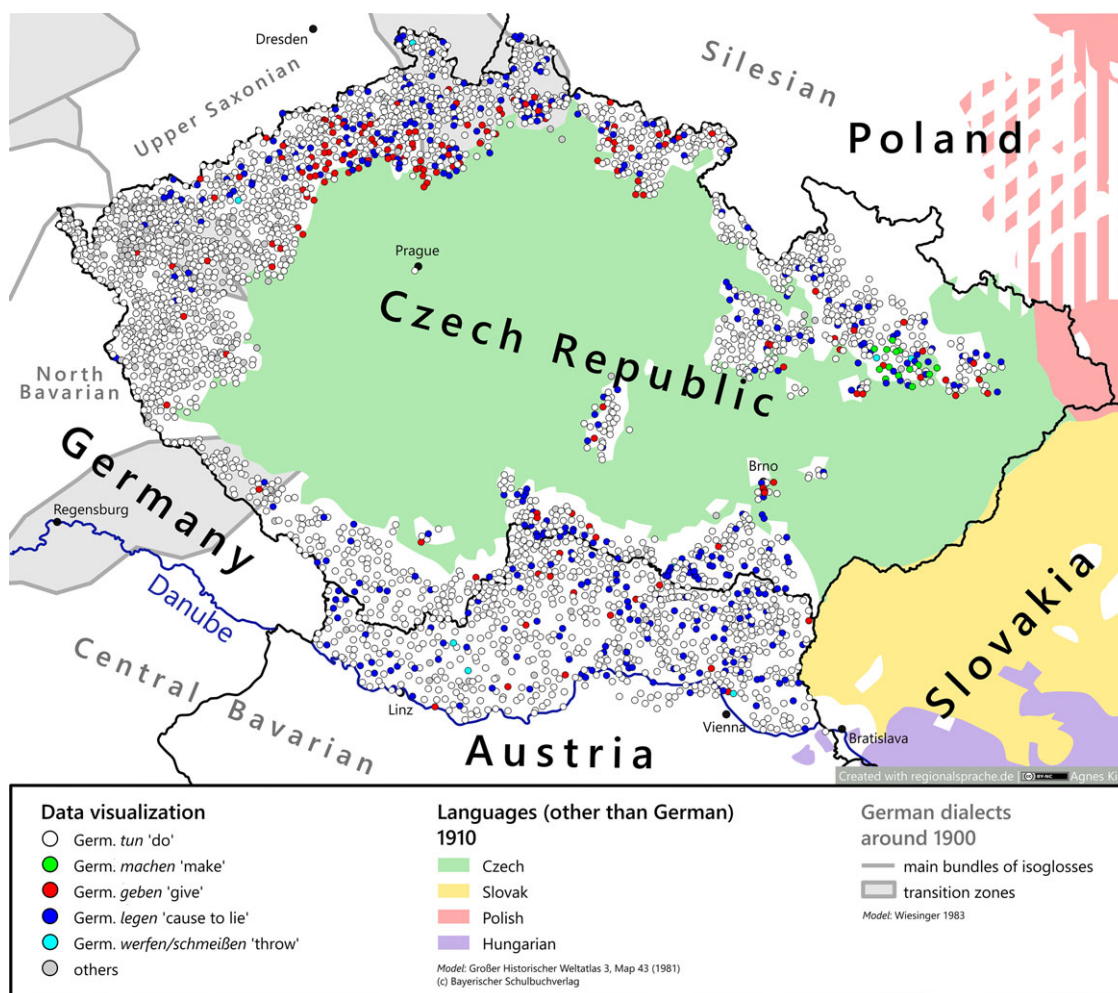 Dresden
Upper Saxonian
Silesian
Poland
Prague
Czech Republic
North
Bavarian
Germany
Regensburg
Brno
Danube
Slovakia
Central Bavarian
Linz
Vienna
Bratislava
Austria
Created with regionalsprache.de
BY-NC
Agnes Ki
Data visualization
Germ. tun 'do'
Germ. machen 'make'
Germ. geben 'give'
Germ. legen 'cause to lie'
Germ. werfen/schmeißen 'throw'
others
Languages (other than German)
1910
Czech
Slovak
Polish
Hungarian
Model: Großer Historischer Weltatlas 3, Map 43 (1981)
(c) Bayerischer Schulbuchverlag
German dialects
around 1900
main bundles of isoglosses
transition zones
Model: Wiesinger 1983